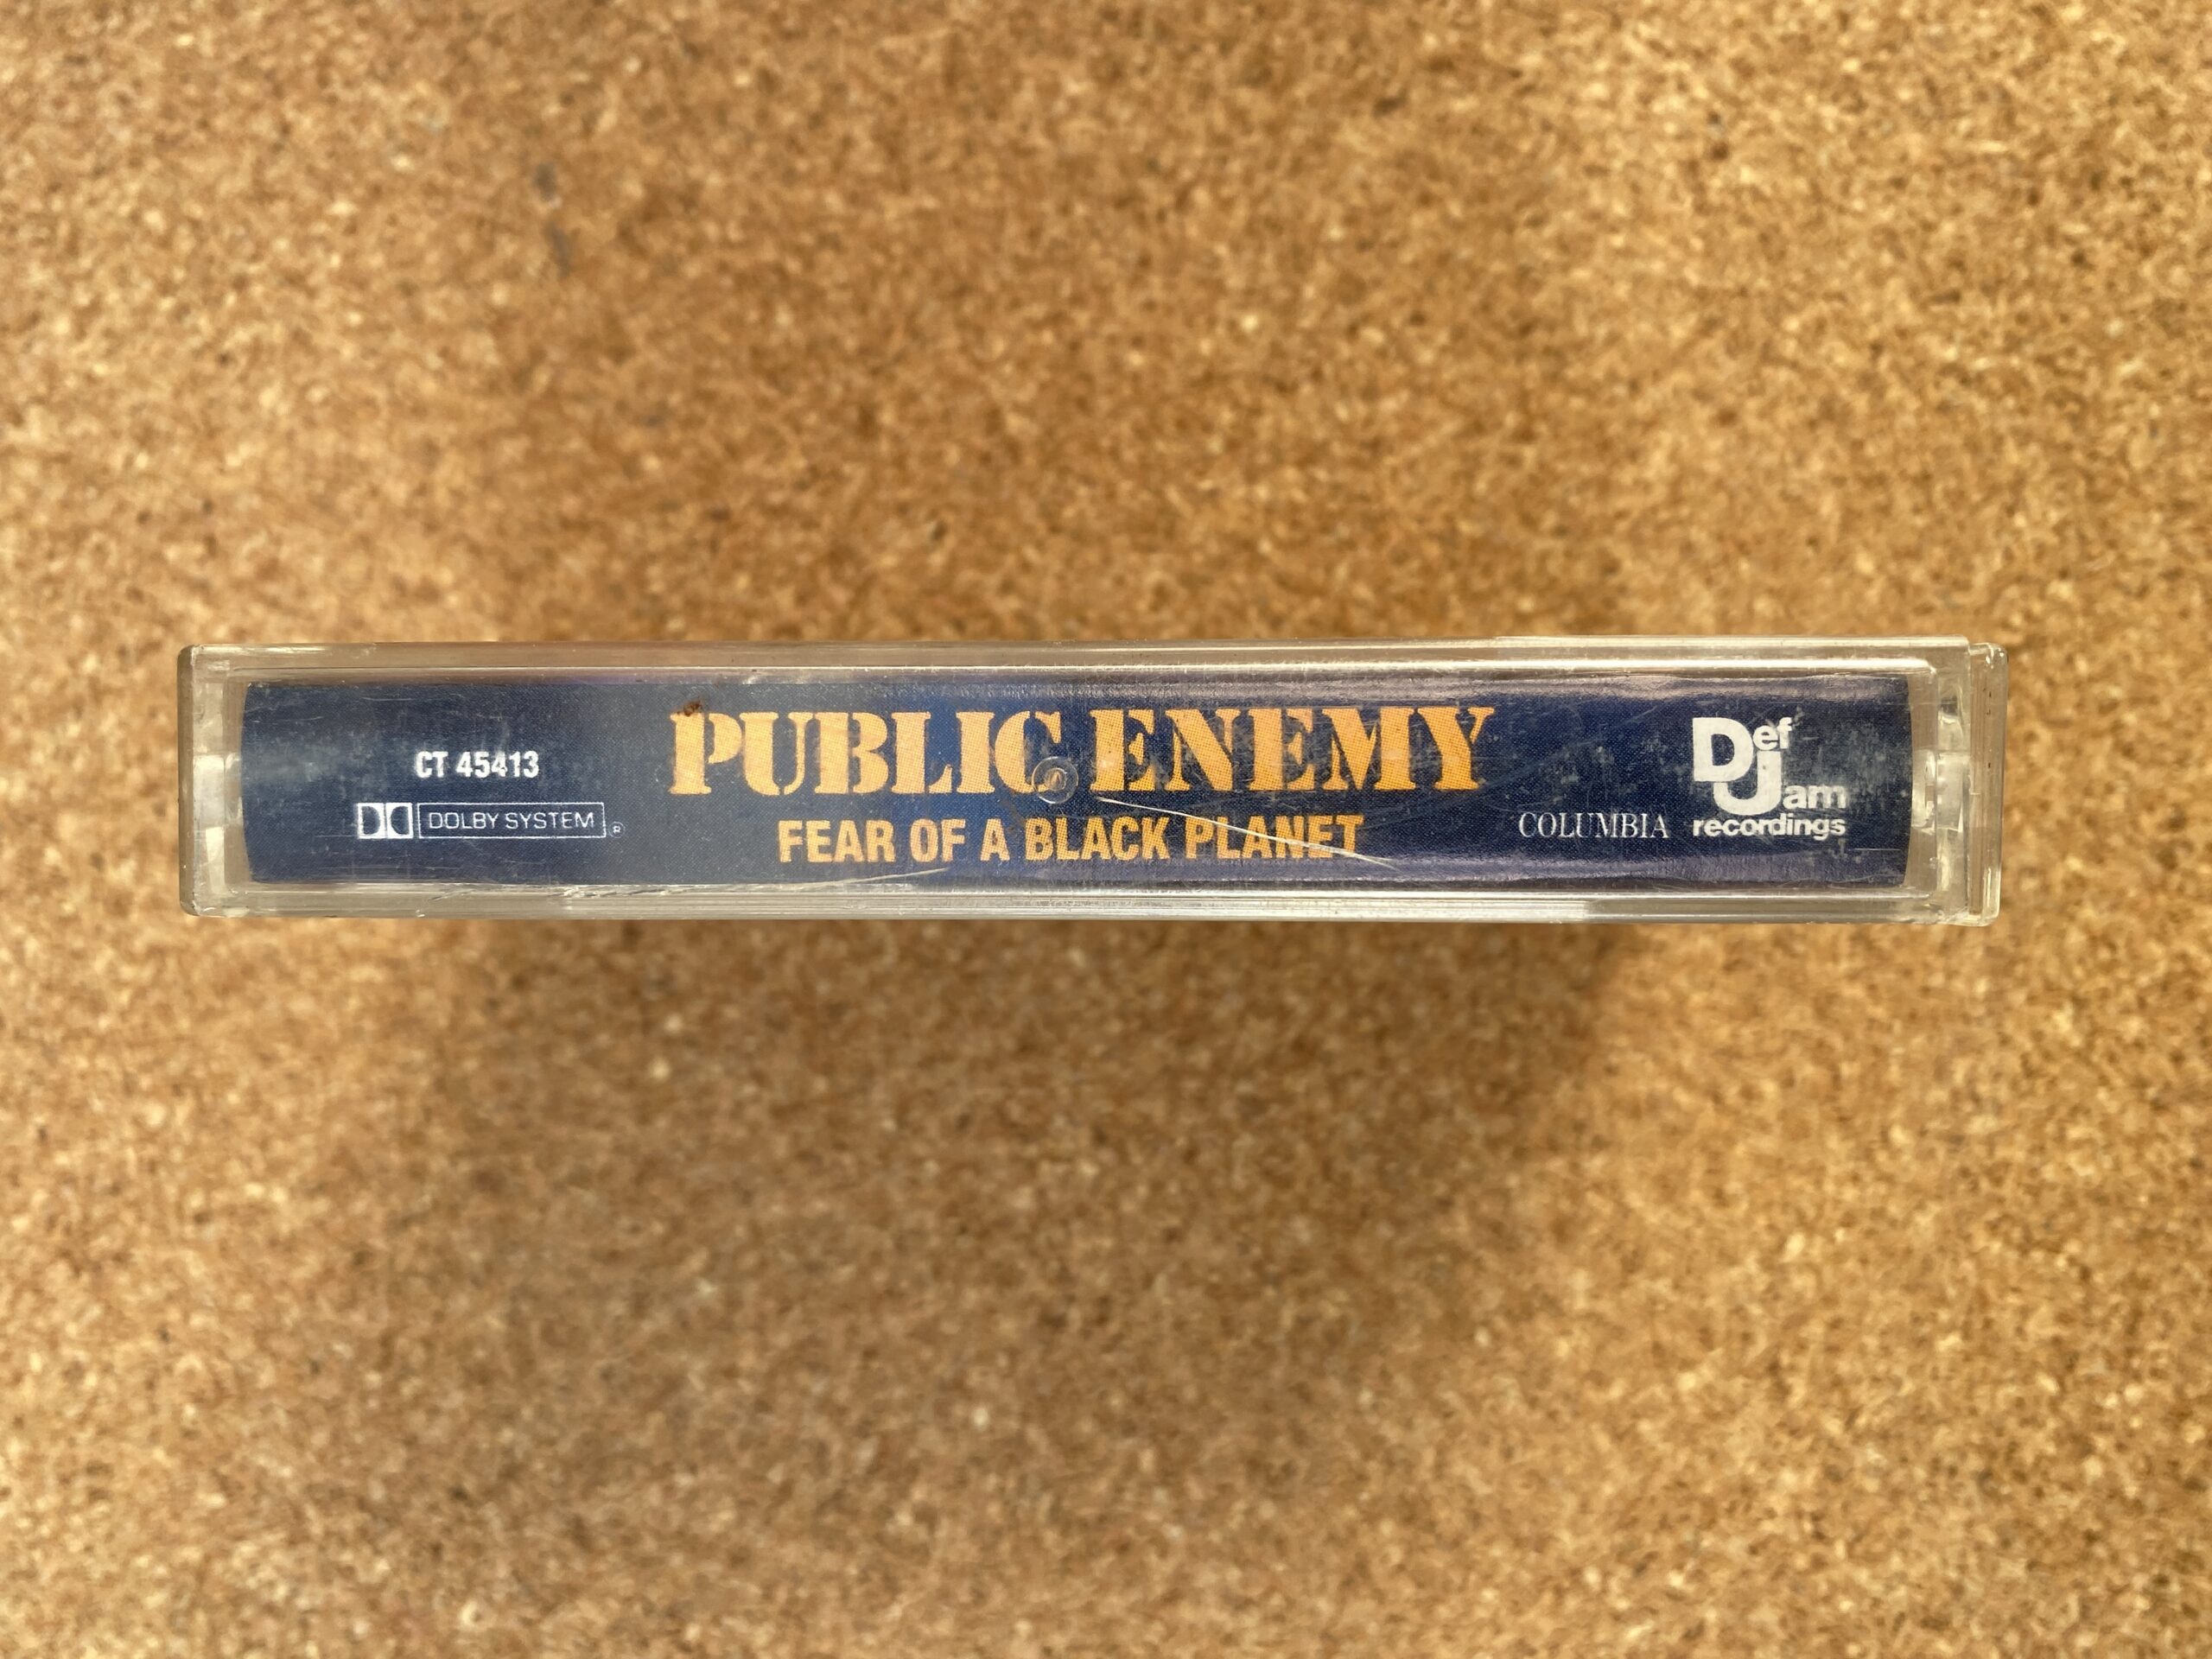 CT 45413
DOLBY SYSTEM ®
PUBLIC ENEMY
FEAR OF A BLACK PLANET
COLUMBIA
Def
Jam
recordings